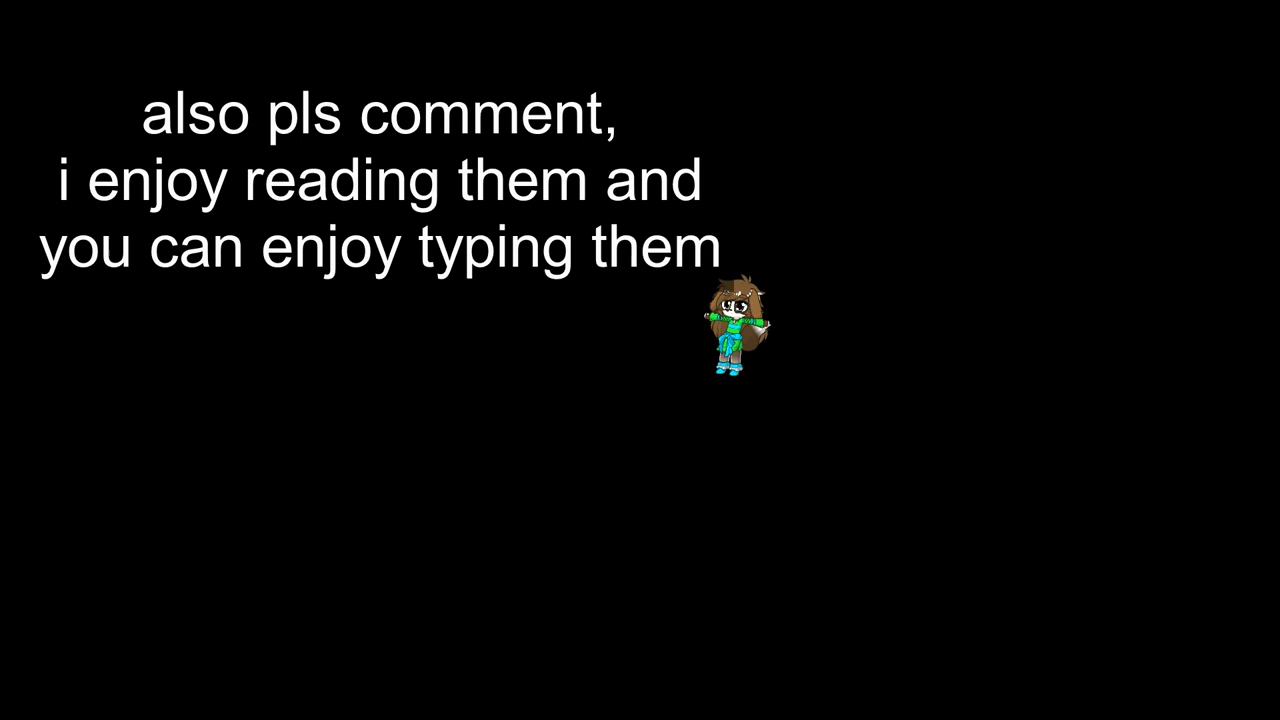 also pls comment,
i enjoy reading them and
you can enjoy typing them